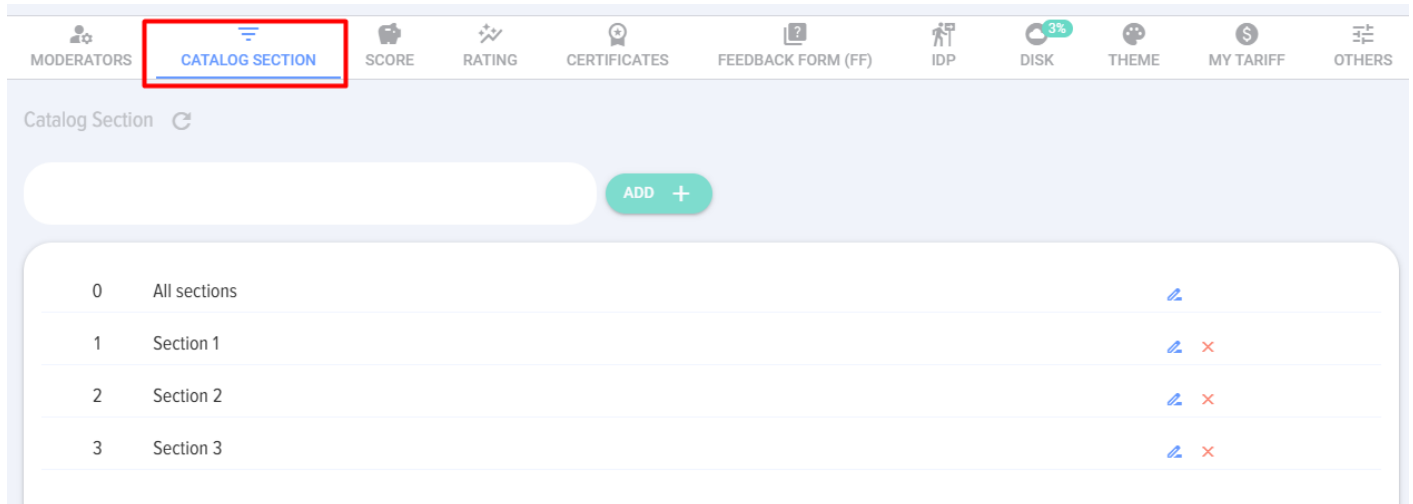 3%
MODERATORS CATALOG SECTION SCORE RATING CERTIFICATES FEEDBACK FORM (FF) IDP DISK THEME MY TARIFF OTHERS
Catalog Section
ADD +
0 All sections
1 Section 1
2 Section 2
3 Section 3